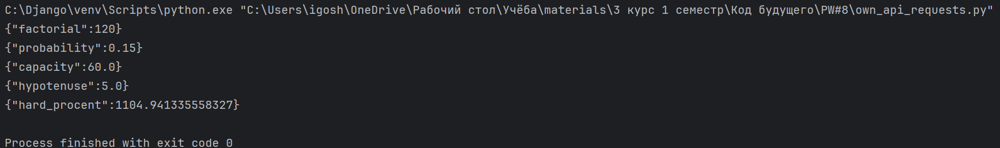 C:\Django\venv\Scripts\python.exe "C:\Users\igosh\OneDrive\Рабочий стол\Учёба\materials\3 курс 1 семестр\Код будущего\PW#8\own_api_requests.py"
{"factorial":120}
{"probability":0.15}
{"capacity":60.0}
{"hypotenuse":5.0}
{"hard_procent":1104.941335558327}
Process finished with exit code 0